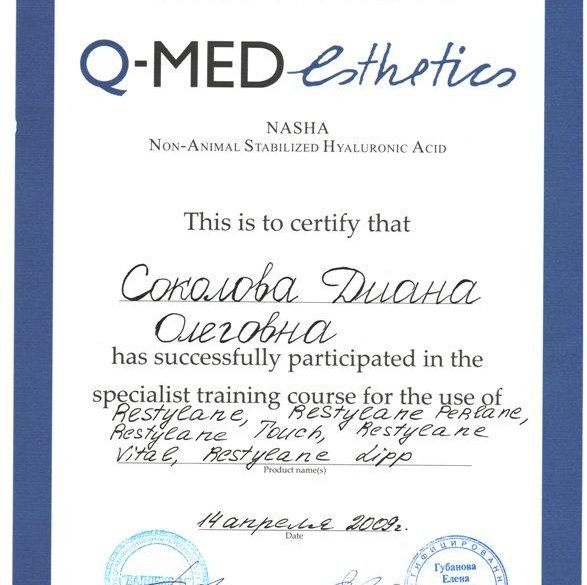 Q-MED esthetics
NASHA
NON-ANIMAL STABILIZED HYALURONIC ACID
This is to certify that
Соколова Диана
Олеговна
has successfully participated in the
specialist training course for the use of
Restylane, Restylane Perlane,
Restylane Touch, Restylane
Vital, Restylane Lipp
Product name(s)
14 апреля 2009г.
Date
Губанова
Елена